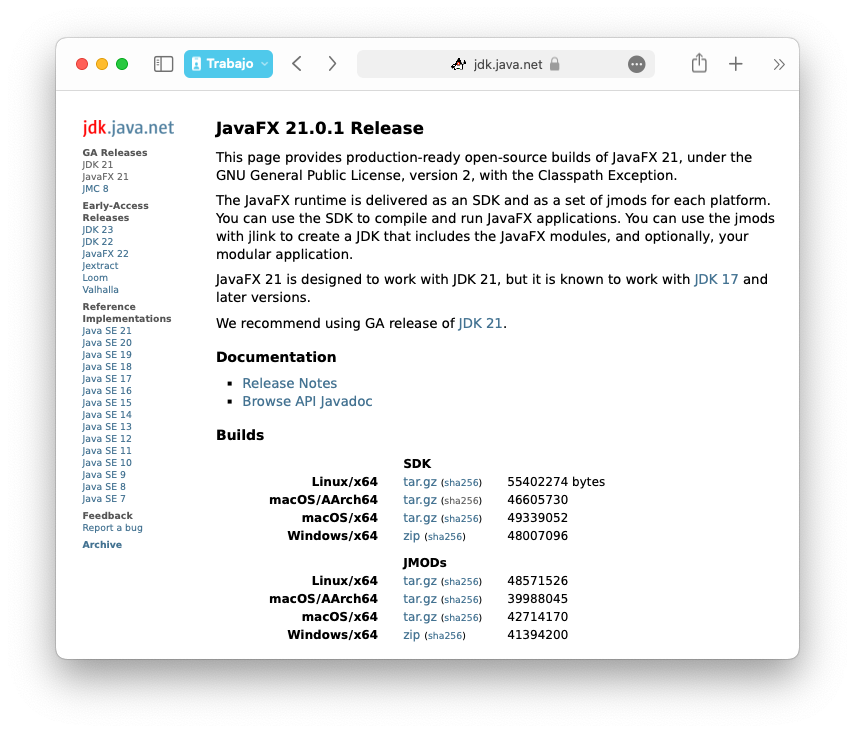 Trabajo
jdk.java.net
jdk.java.net
GA Releases
JDK 21
JavaFX 21
JMC 8
Early-Access
Releases
JDK 23
JDK 22
JavaFX 22
Jextract
Loom
Valhalla
Reference
Implementations
Java SE 21
Java SE 20
Java SE 19
Java SE 18
Java SE 17
Java SE 16
Java SE 15
Java SE 14
Java SE 13
Java SE 12
Java SE 11
Java SE 10
Java SE 9
Java SE 8
Java SE 7
Feedback
Report a bug
Archive
JavaFX 21.0.1 Release
This page provides production-ready open-source builds of JavaFX 21, under the
GNU General Public License, version 2, with the Classpath Exception.
The JavaFX runtime is delivered as an SDK and as a set of jmods for each platform.
You can use the SDK to compile and run JavaFX applications. You can use the jmods
with jlink to create a JDK that includes the JavaFX modules, and optionally, your
modular application.
JavaFX 21 is designed to work with JDK 21, but it is known to work with JDK 17 and
later versions.
We recommend using GA release of JDK 21.
Documentation
Release Notes
Browse API Javadoc
Builds
SDK
Linux/x64 tar.gz (sha256) 55402274 bytes
macOS/AArch64 tar.gz (sha256) 46605730
macOS/x64 tar.gz (sha256) 49339052
Windows/x64 zip (sha256) 48007096
JMODs
Linux/x64 tar.gz (sha256) 48571526
macOS/AArch64 tar.gz (sha256) 39988045
macOS/x64 tar.gz (sha256) 42714170
Windows/x64 zip (sha256) 41394200